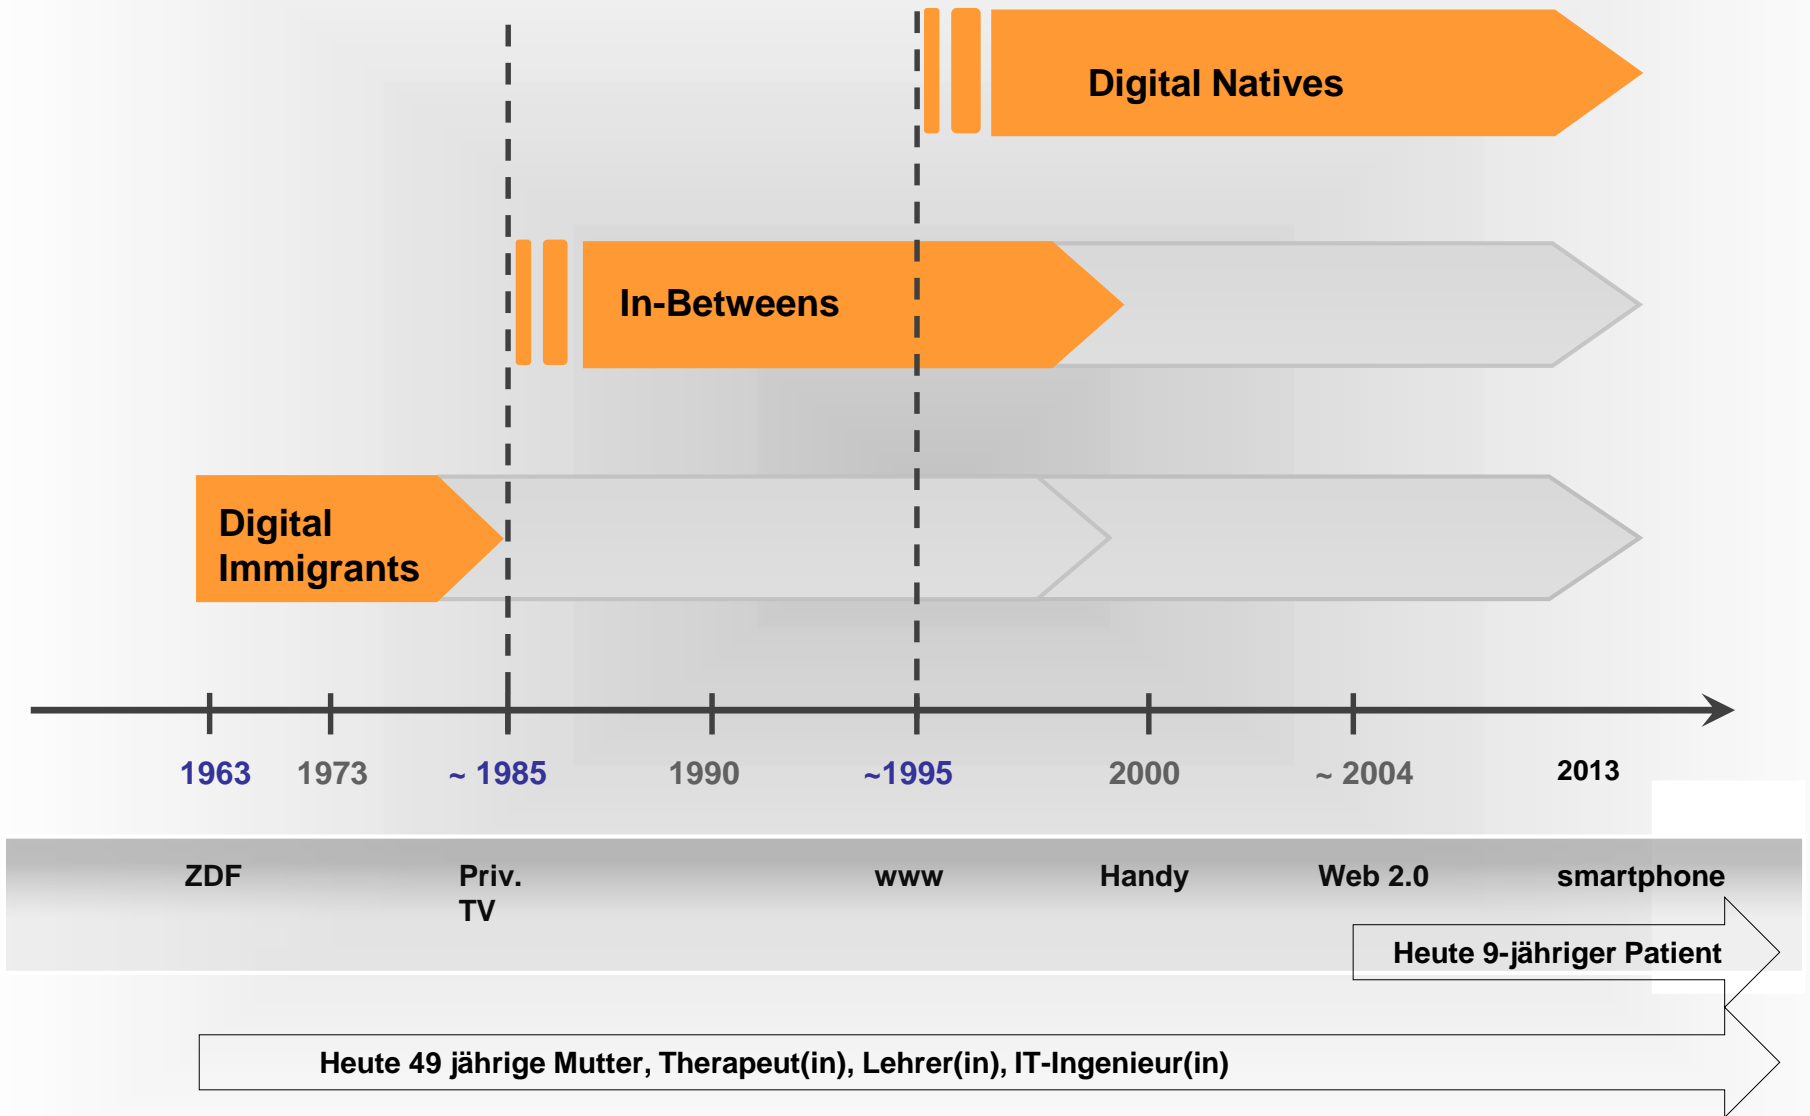 Digital Natives
In-Betweens
Digital
Immigrants
1963 1973 ~ 1985 1990 ~1995 2000 ~ 2004 2013
ZDF Priv. www Handy Web 2.0 smartphone
TV
Heute 9-jähriger Patient
Heute 49 jährige Mutter, Therapeut(in), Lehrer(in), IT-Ingenieur(in)